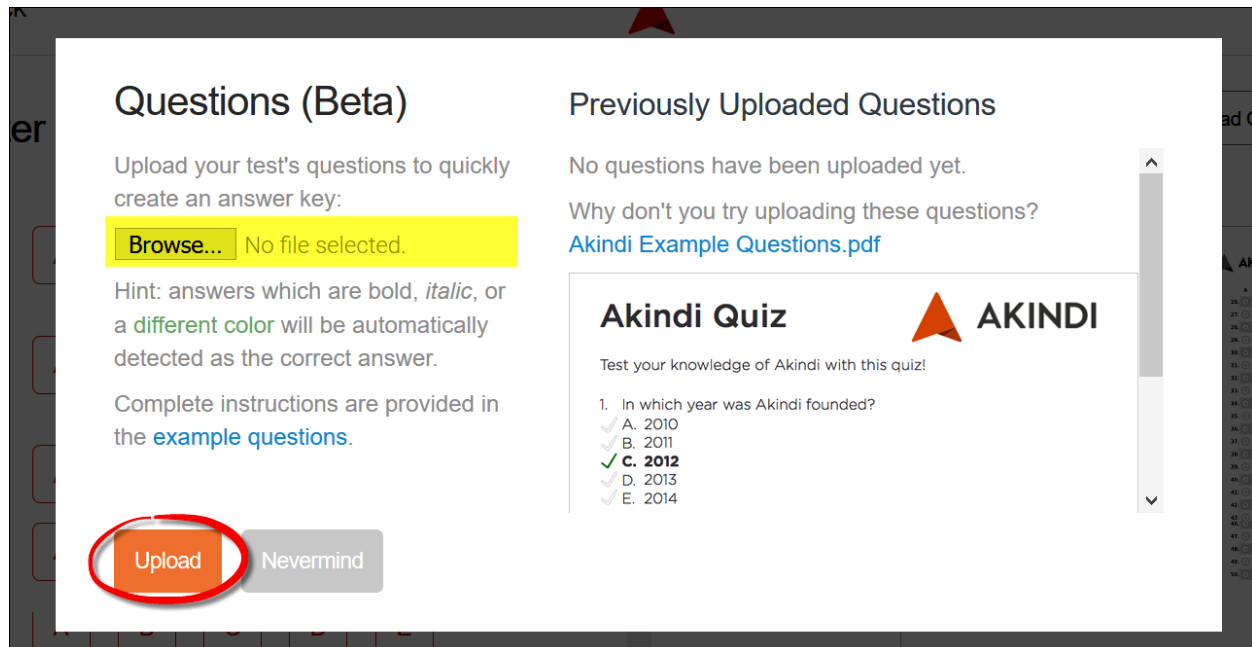 Questions (Beta)
Upload your test's questions to quickly
create an answer key:
Browse... No file selected.
Hint: answers which are bold, italic, or
a different color will be automatically
detected as the correct answer.
Complete instructions are provided in
the example questions.
Upload
Nevermind
Previously Uploaded Questions
No questions have been uploaded yet.
Why don't you try uploading these questions?
Akindi Example Questions.pdf
Akindi Quiz
AKINDI
Test your knowledge of Akindi with this quiz!
1. In which year was Akindi founded?
A. 2010
B. 2011
C. 2012
D. 2013
E. 2014